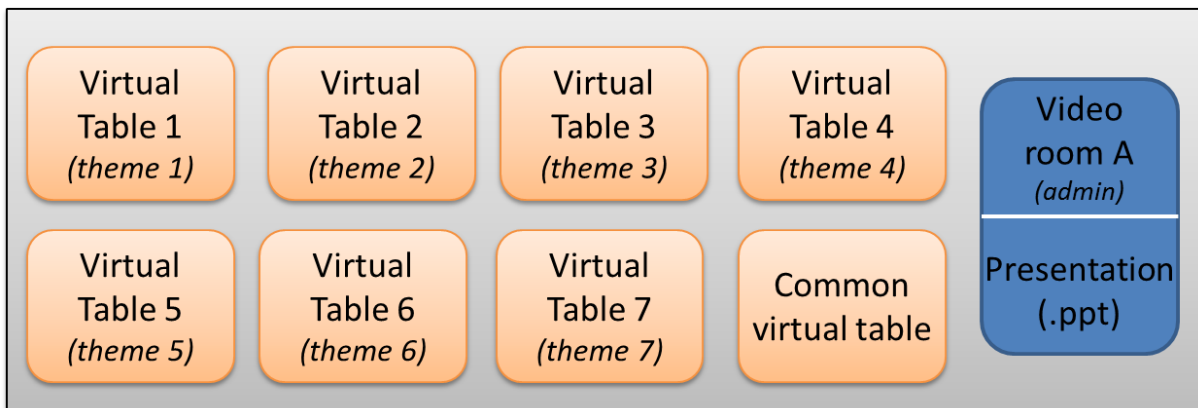 Virtual
Table 1
(theme 1)
Virtual
Table 2
(theme 2)
Virtual
Table 3
(theme 3)
Virtual
Table 4
(theme 4)
Video
room A
(admin)
Presentation
(.ppt)
Virtual
Table 5
(theme 5)
Virtual
Table 6
(theme 6)
Virtual
Table 7
(theme 7)
Common
virtual table